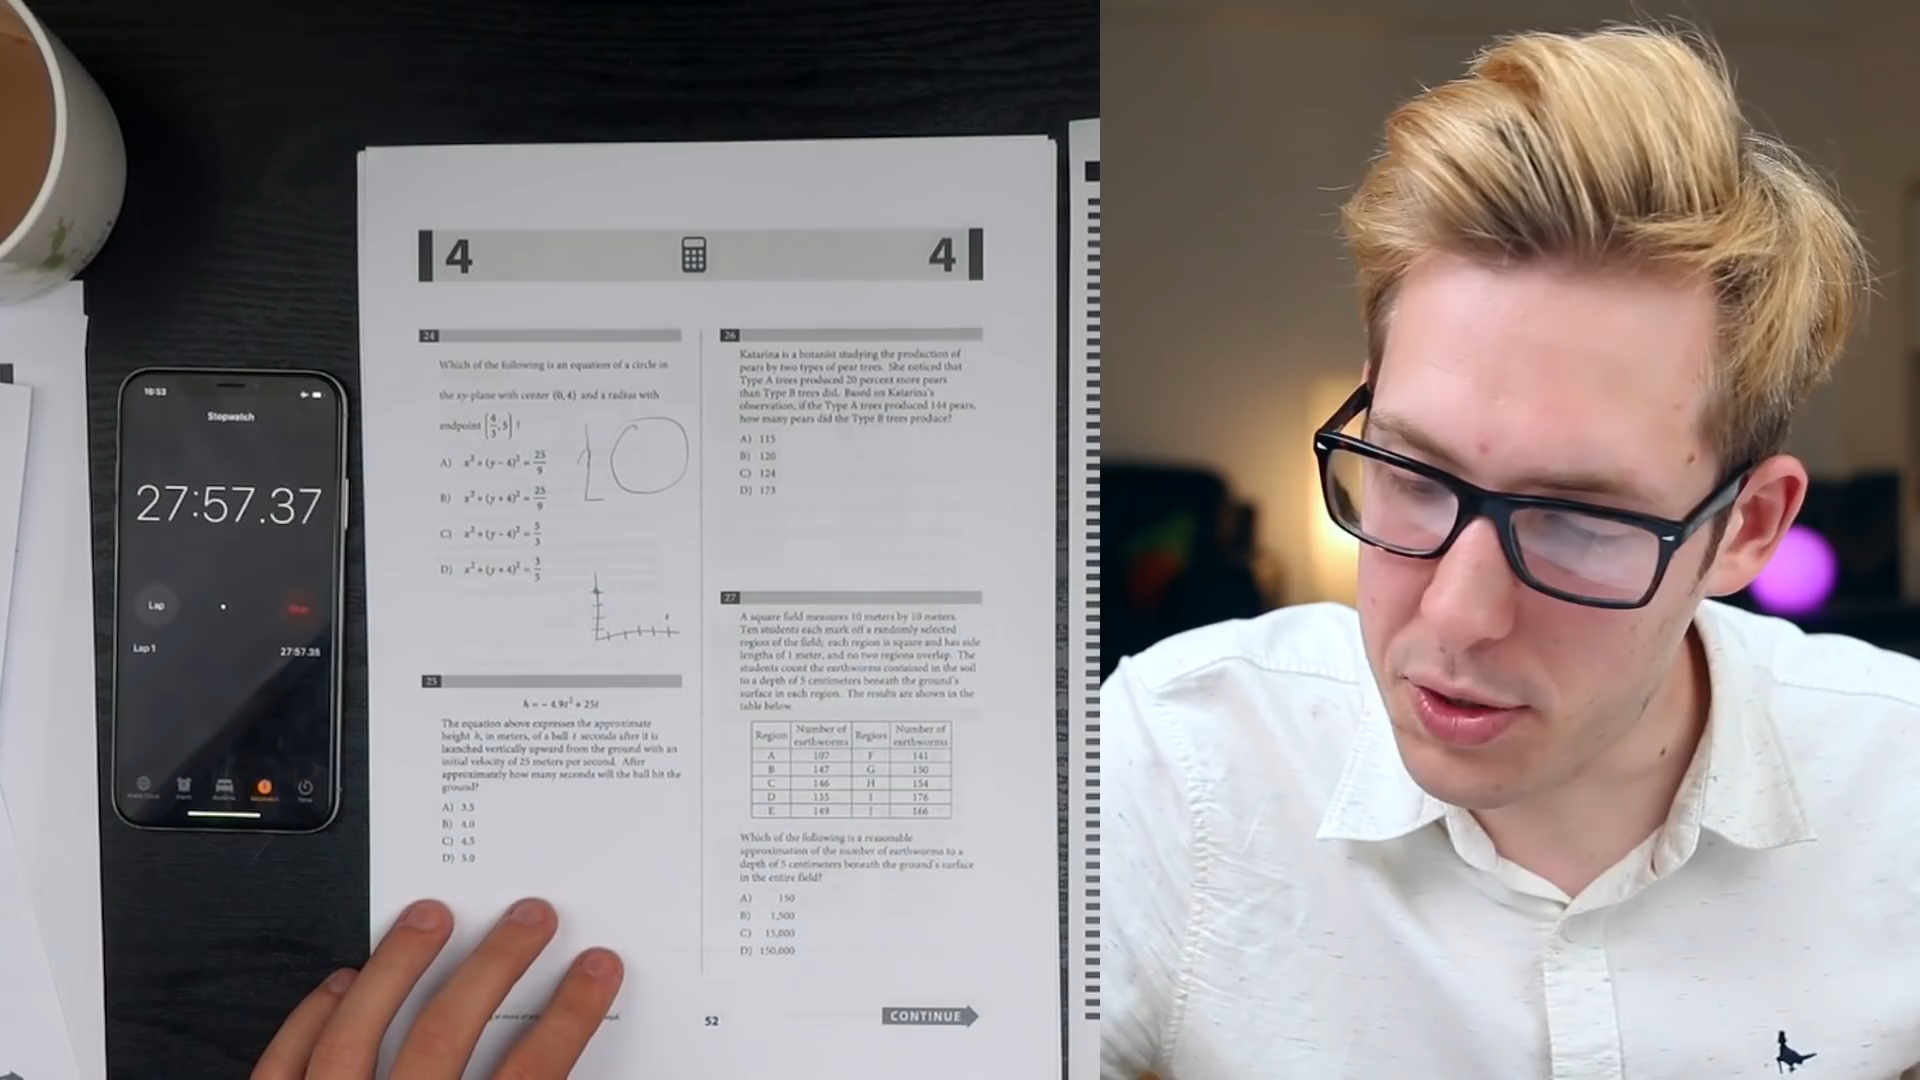 16:53
Stopwatch
27:57.37
Lap
Stop
Lap 1
27:57.35
4
4
24
Which of the following is an equation of a circle in
the xy-plane with center (0, 4) and a radius with
endpoint (4/3, 5) ?
A) x² + (y − 4)² = 25/9
B) x² + (y + 4)² = 25/9
C) x² + (y − 4)² = 5/3
D) x² + (y + 4)² = 3/5
25
h = − 4.9t² + 25t
The equation above expresses the approximate
height h, in meters, of a ball t seconds after it is
launched vertically upward from the ground with an
initial velocity of 25 meters per second. After
approximately how many seconds will the ball hit the
ground?
A) 3.5
B) 4.0
C) 4.5
D) 5.0
26
Katarina is a botanist studying the production of
pears by two types of pear trees. She noticed that
Type A trees produced 20 percent more pears
than Type B trees did. Based on Katarina's
observation, if the Type A trees produced 144 pears,
how many pears did the Type B trees produce?
A) 115
B) 120
C) 124
D) 173
27
A square field measures 10 meters by 10 meters.
Ten students each mark off a randomly selected
region of the field; each region is square and has side
lengths of 1 meter, and no two regions overlap. The
students count the earthworms contained in the soil
to a depth of 5 centimeters beneath the ground's
surface in each region. The results are shown in the
table below.
Region Number of earthworms Region Number of earthworms
A 107 F 141
B 147 G 150
C 146 H 154
D 135 I 176
E 149 J 166
Which of the following is a reasonable
approximation of the number of earthworms to a
depth of 5 centimeters beneath the ground's surface
in the entire field?
A) 150
B) 1,500
C) 15,000
D) 150,000
52
CONTINUE